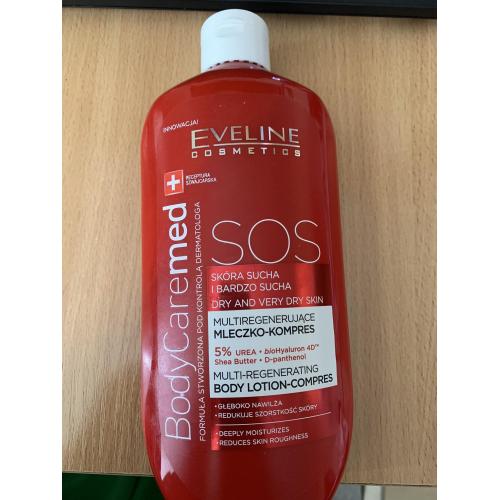 INNOWACJA!
EVELINE
COSMETICS
RECEPTURA
SZWAJCARSKA
BodyCaremed
FORMUŁA STWORZONA POD KONTROLĄ DERMATOLOGA
SOS
SKÓRA SUCHA
I BARDZO SUCHA
DRY AND VERY DRY SKIN
MULTIREGENERUJĄCE
MLECZKO-KOMPRES
5% UREA • bioHyaluron 4D™
Shea Butter • D-panthenol
MULTI-REGENERATING
BODY LOTION-COMPRES
•GŁĘBOKO NAWILŻA
•REDUKUJE SZORSTKOŚĆ SKÓRY
•DEEPLY MOISTURIZES
•REDUCES SKIN ROUGHNESS